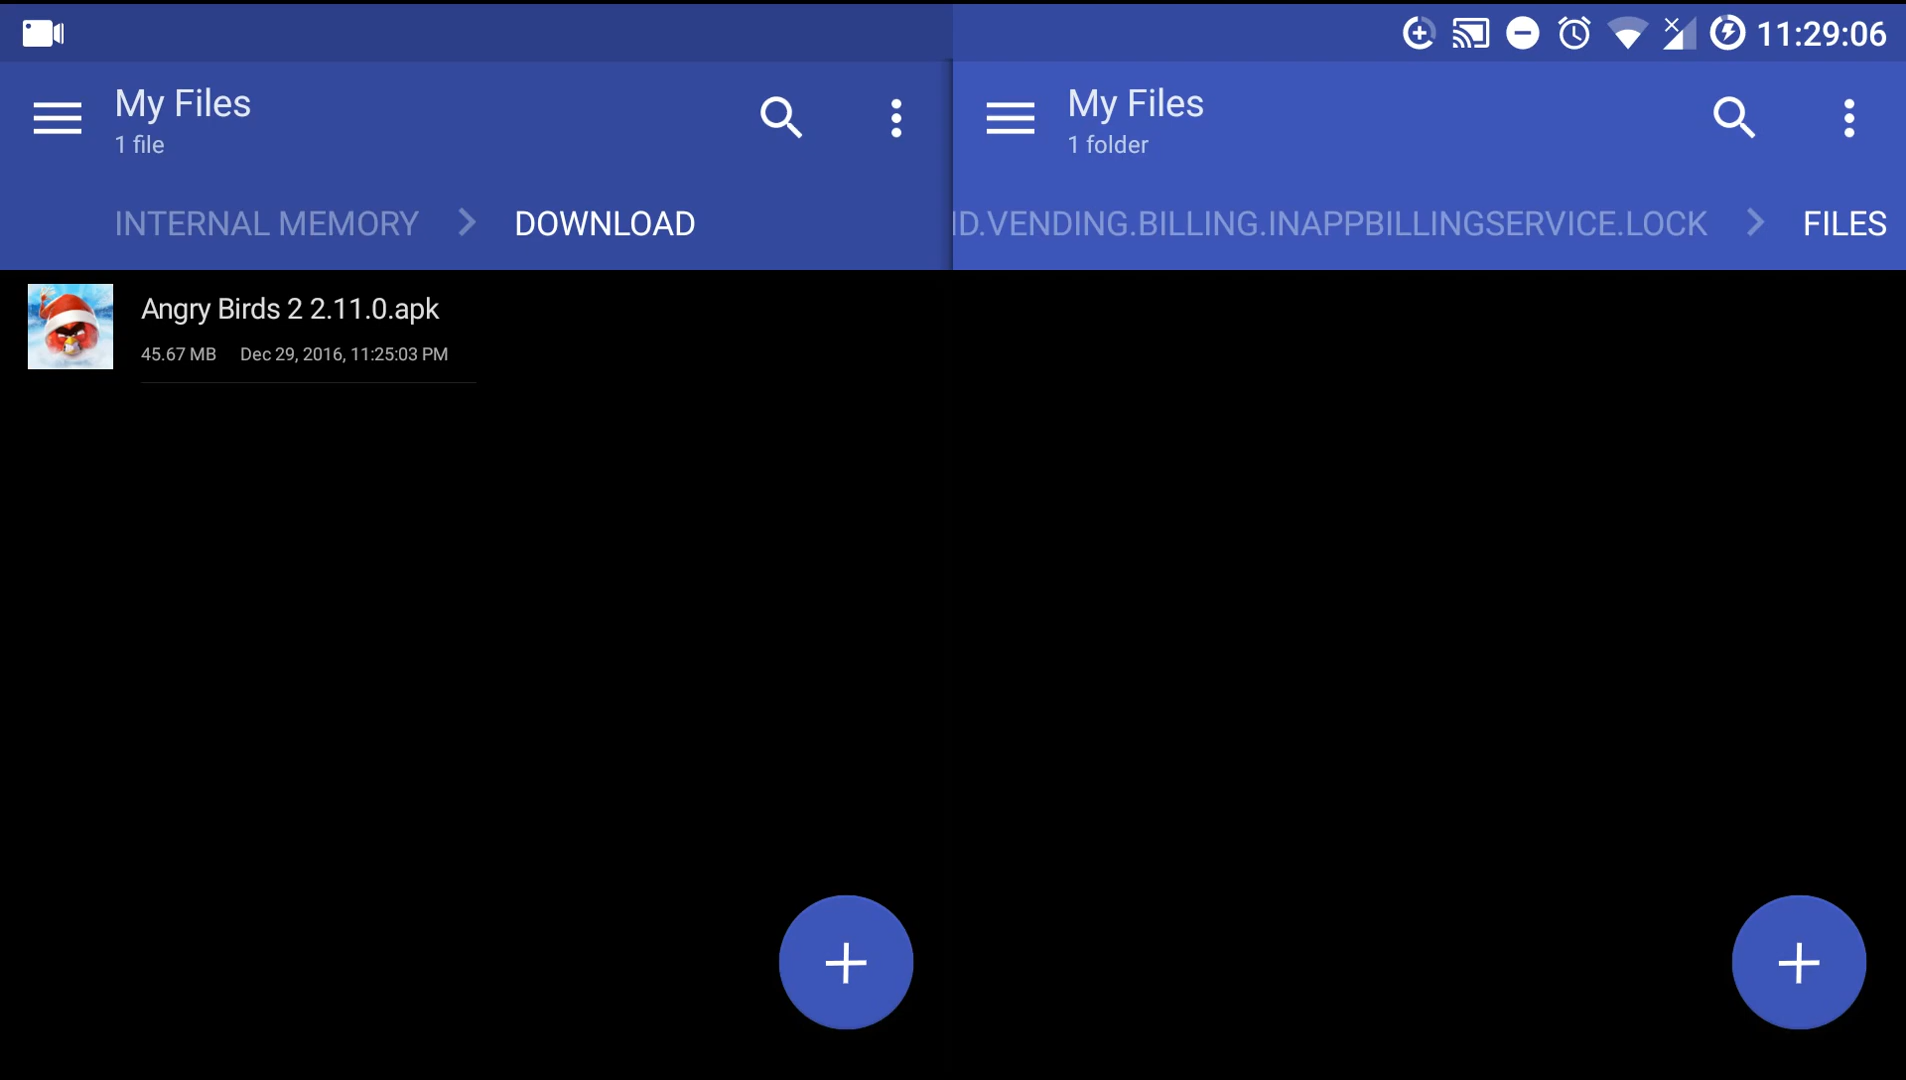 11:29:06
My Files
1 file
INTERNAL MEMORY > DOWNLOAD
Angry Birds 2 2.11.0.apk
45.67 MB Dec 29, 2016, 11:25:03 PM
My Files
1 folder
ID.VENDING.BILLING.INAPPBILLINGSERVICE.LOCK > FILES